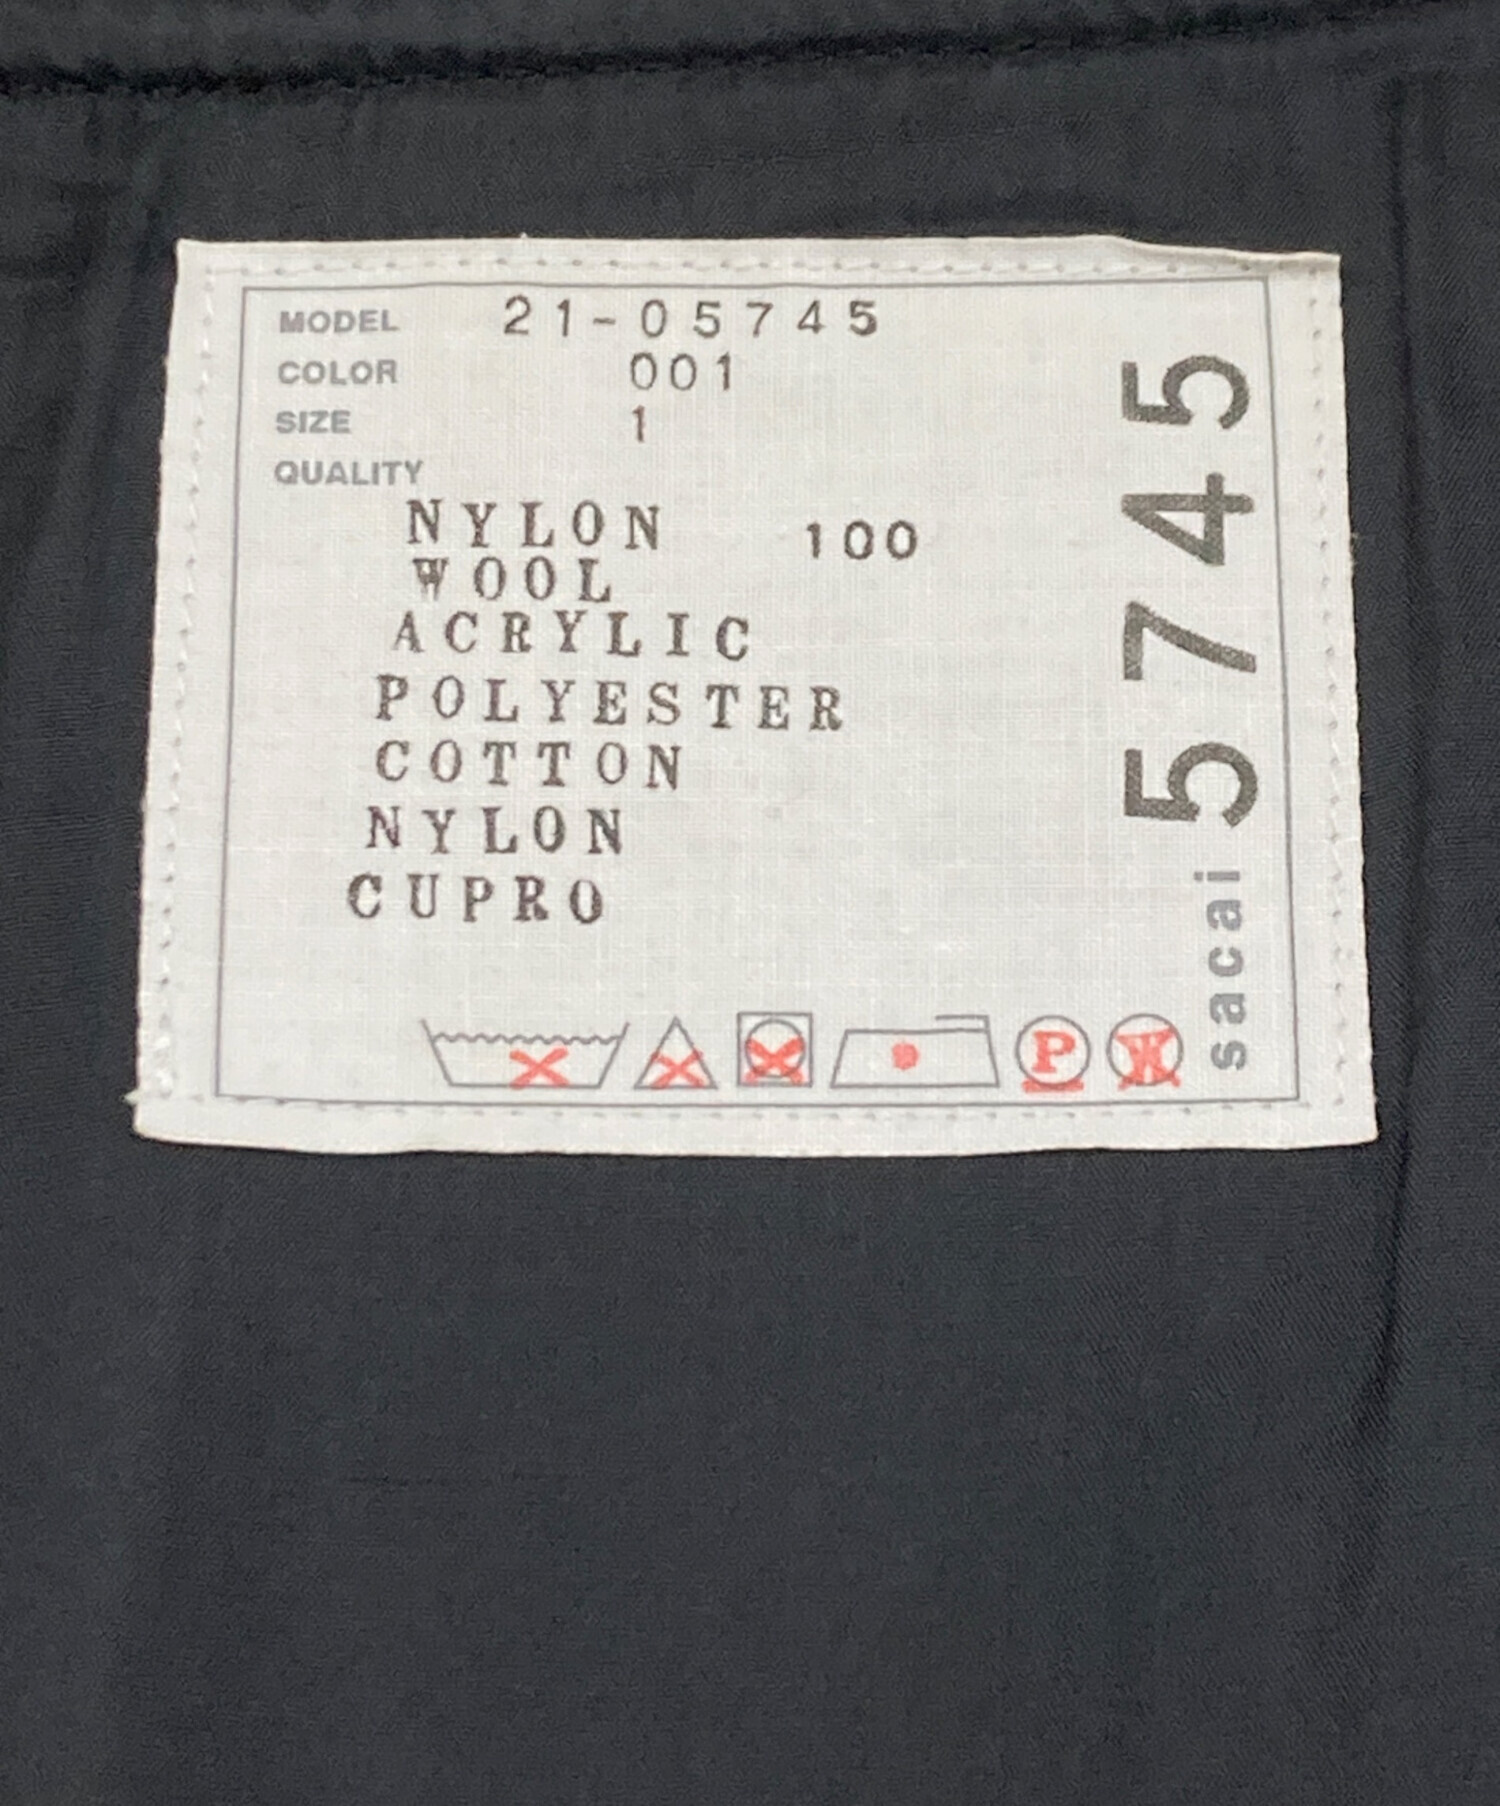 MODEL 21-05745
COLOR 001
SIZE 1
QUALITY
NYLON 100
WOOL
ACRYLIC
POLYESTER
COTTON
NYLON
CUPRO
P W
sacai 5745